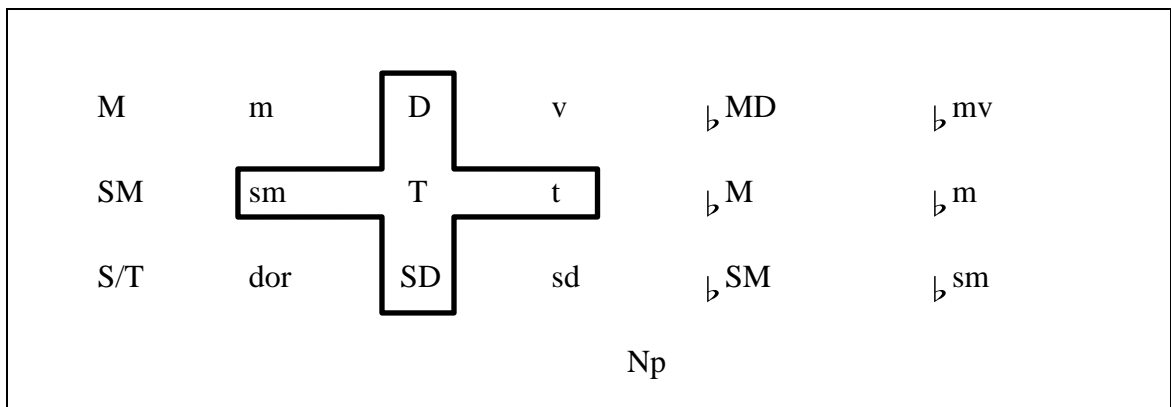 M m D v ♭MD ♭mv
SM sm T t ♭M ♭m
S/T dor SD sd ♭SM ♭sm
Np